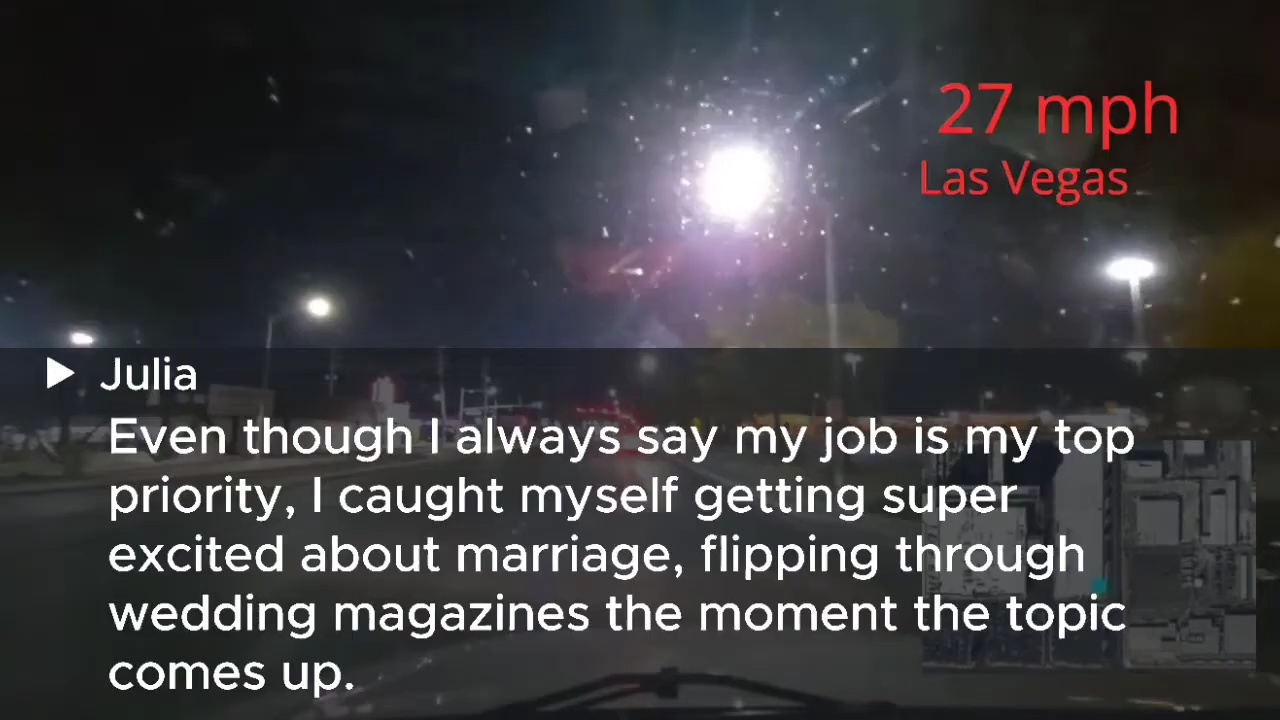 27 mph
Las Vegas
Julia
Even though I always say my job is my top
priority, I caught myself getting super
excited about marriage, flipping through
wedding magazines the moment the topic
comes up.